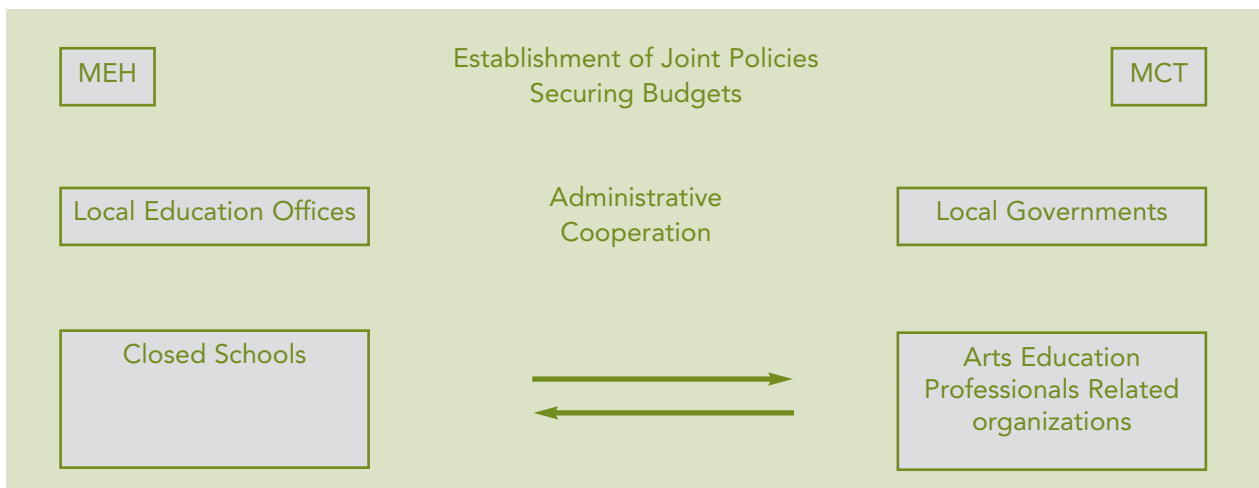 MEH
Establishment of Joint Policies
Securing Budgets
MCT
Local Education Offices
Administrative
Cooperation
Local Governments
Closed Schools
Arts Education
Professionals Related
organizations